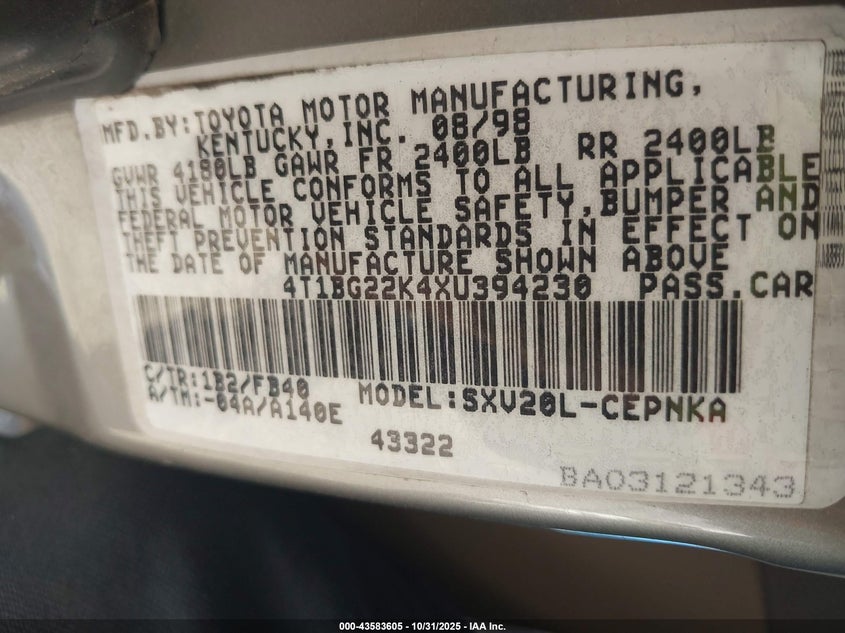 MFD.BY:TOYOTA MOTOR MANUFACTURING,
KENTUCKY,INC. 08/98
GVWR 4180LB GAWR FR 2400LB RR 2400LB
THIS VEHICLE CONFORMS TO ALL APPLICABLE
FEDERAL MOTOR VEHICLE SAFETY,BUMPER AND
THEFT PREVENTION STANDARDS IN EFFECT ON
THE DATE OF MANUFACTURE SHOWN ABOVE
4T1BG22K4XU394230 PASS.CAR
C/TR:1B2/FB40
A/TM:-04A/A140E MODEL:SXV20L-CEPNKA
43322
BA03121343
000-43583605 - 10/31/2025 - IAA Inc.